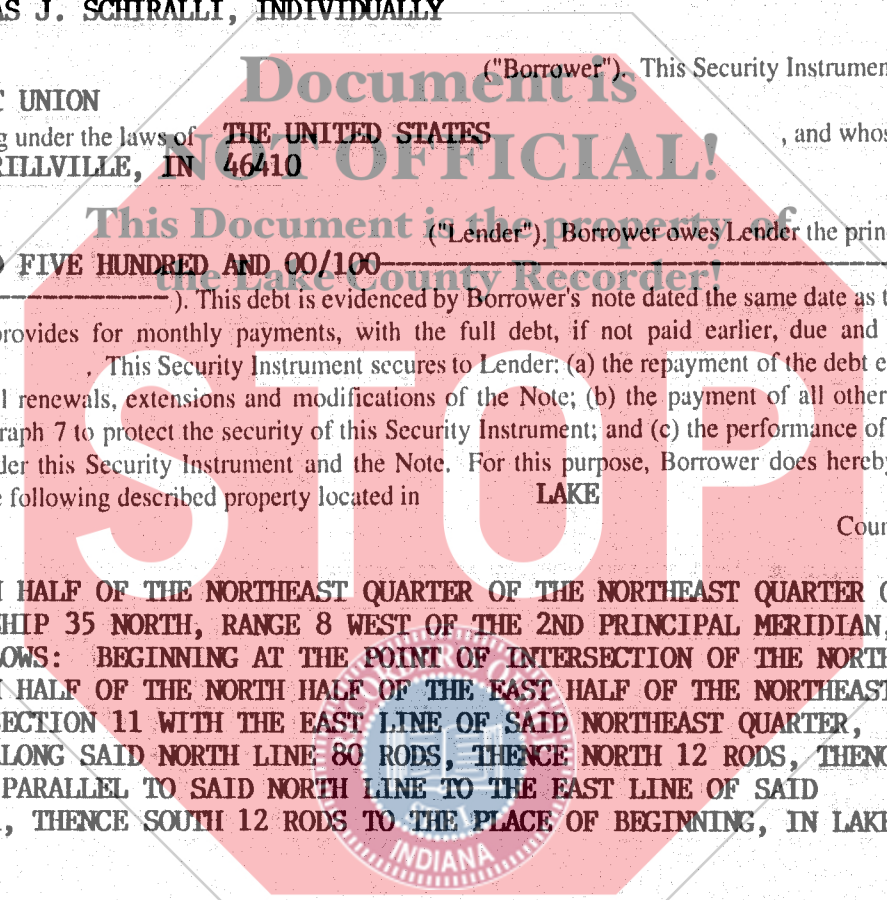 AS J. SCHIRALLI, INDIVIDUALLY
Document is
("Borrower"). This Security Instrumen
UNION
g under the laws of THE UNITED STATES , and whos
NOT OFFICIAL!
RILLVILLE, IN 46410
This Document is the property of
("Lender"). Borrower owes Lender the prin
FIVE HUNDRED AND 00/100
the Lake County Recorder!
). This debt is evidenced by Borrower's note dated the same date as t
provides for monthly payments, with the full debt, if not paid earlier, due and
. This Security Instrument secures to Lender: (a) the repayment of the debt e
l renewals, extensions and modifications of the Note; (b) the payment of all other
raph 7 to protect the security of this Security Instrument; and (c) the performance of
der this Security Instrument and the Note. For this purpose, Borrower does hereby
e following described property located in LAKE
Coun
STOP
H HALF OF THE NORTHEAST QUARTER OF THE NORTHEAST QUARTER O
HIP 35 NORTH, RANGE 8 WEST OF THE 2ND PRINCIPAL MERIDIAN,
OWS: BEGINNING AT THE POINT OF INTERSECTION OF THE NORTH
H HALF OF THE NORTH HALF OF THE EAST HALF OF THE NORTHEAST
SECTION 11 WITH THE EAST LINE OF SAID NORTHEAST QUARTER,
ALONG SAID NORTH LINE 80 RODS, THENCE NORTH 12 RODS, THENC
PARALLEL TO SAID NORTH LINE TO THE EAST LINE OF SAID
, THENCE SOUTH 12 RODS TO THE PLACE OF BEGINNING, IN LAKE
INDIANA